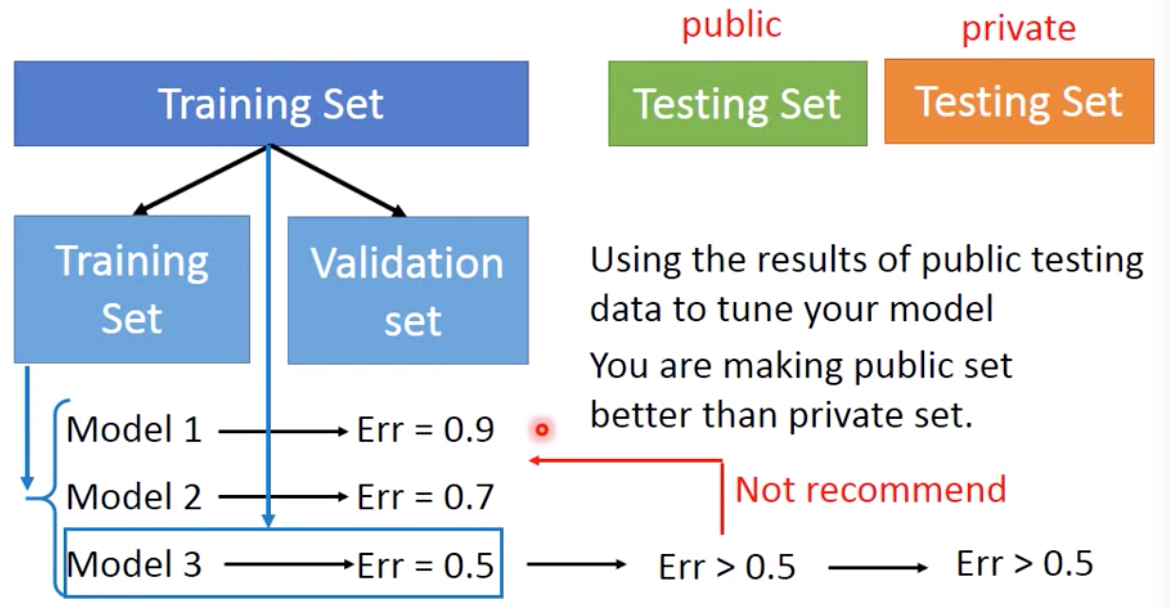 public
private
Training Set
Testing Set
Testing Set
Training
Set
Validation
set
Using the results of public testing
data to tune your model
You are making public set
better than private set.
Model 1
Err = 0.9
Model 2
Err = 0.7
Not recommend
Model 3
Err = 0.5
Err > 0.5
Err > 0.5